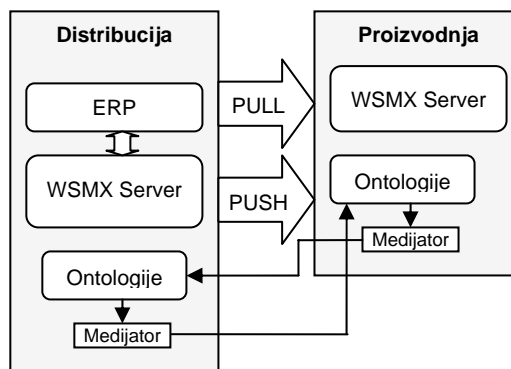 Distribucija
ERP
WSMX Server
Ontologije
Medijator
PULL
PUSH
Proizvodnja
WSMX Server
Ontologije
Medijator